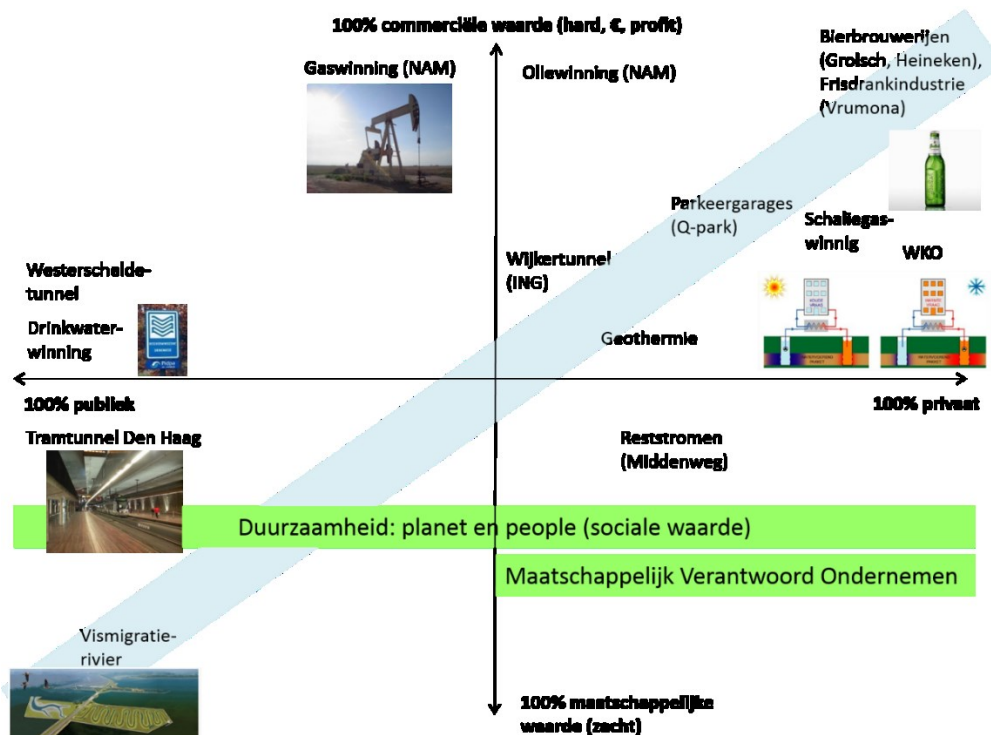 100% commerciële waarde (hard, €, profit)
Gaswinning (NAM)
Oliewinning (NAM)
Bierbrouwerijen
(Grolsch, Heineken),
Frisdrankindustrie
(Vrumona)
Parkeergarages
(Q-park)
Schaliegas-
winnig
WKO
Westerschelde-
tunnel
Wijkertunnel
(ING)
Drinkwater-
winning
Geothermie
100% publiek
100% privaat
Tramtunnel Den Haag
Reststromen
(Middenweg)
Duurzaamheid: planet en people (sociale waarde)
Maatschappelijk Verantwoord Ondernemen
Vismigratie-
rivier
100% maatschappelijke
waarde (zacht)